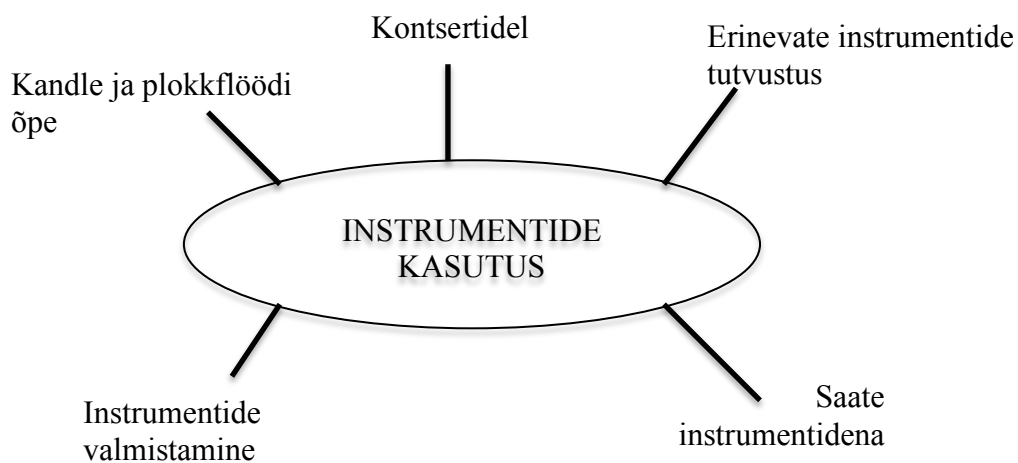 Kontsertidel
Erinevate instrumentide
tutvustus
Kandle ja plokkflöödi
õpe
INSTRUMENTIDE
KASUTUS
Instrumentide
valmistamine
Saate
instrumentidena